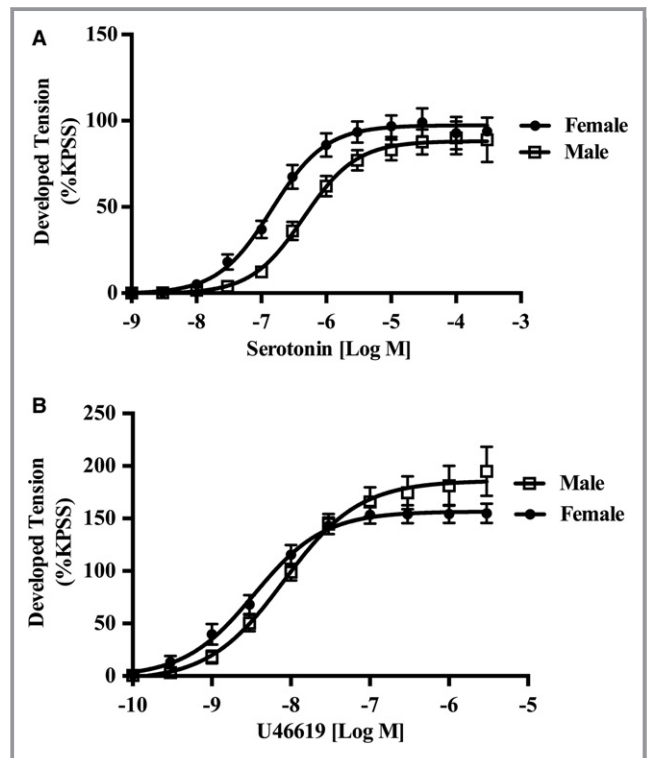 A
150
100
50
0
Developed Tension
(%KPSS)
-9 -8 -7 -6 -5 -4 -3
Serotonin [Log M]
Female
Male
B
250
200
150
100
50
0
Developed Tension
(%KPSS)
-10 -9 -8 -7 -6 -5
U46619 [Log M]
Male
Female